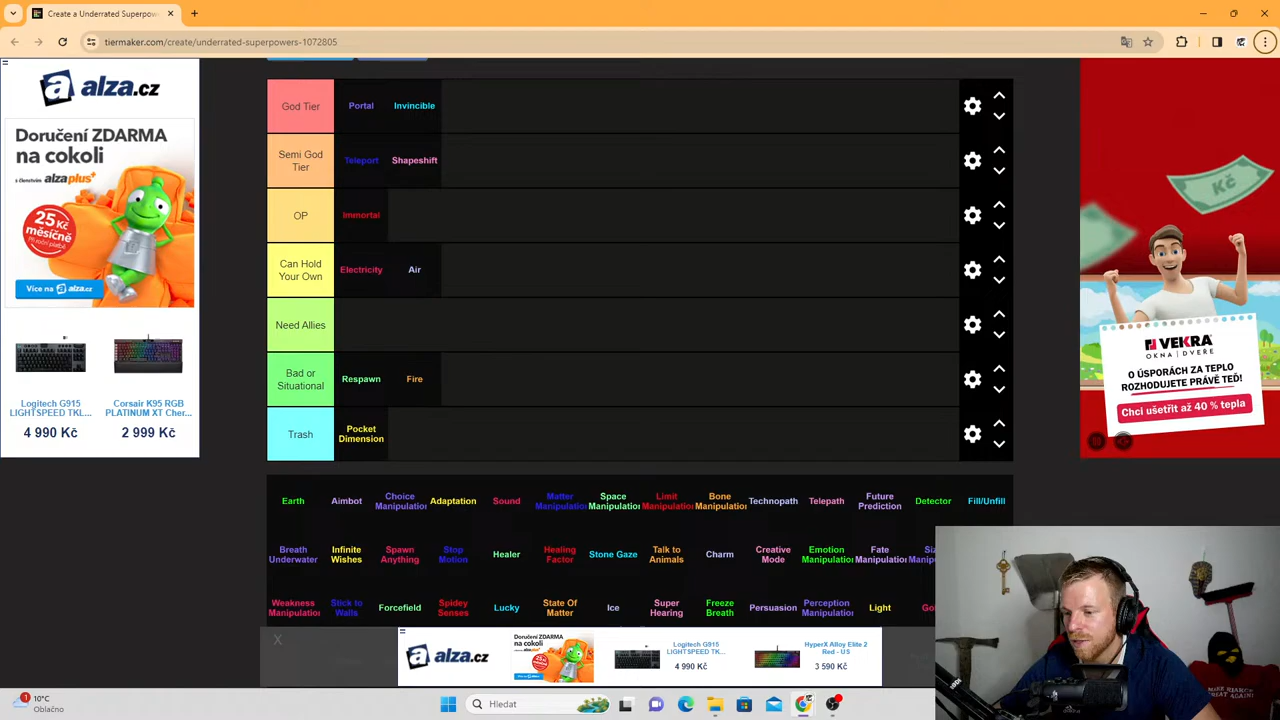 Create a Underrated Superpow
tiermaker.com/create/underrated-superpowers-1072805
alza.cz
Doručení ZDARMA
na cokoli
s členstvím alzaplus+
25 Kč
měsíčně
Více na alza.cz
Logitech G915
LIGHTSPEED TKL...
4 990 Kč
Corsair K95 RGB
PLATINUM XT Cher...
2 999 Kč
God Tier
Portal
Invincible
Semi God
Tier
Teleport
Shapeshift
OP
Immortal
Can Hold
Your Own
Electricity
Air
Need Allies
Bad or
Situational
Respawn
Fire
Trash
Pocket
Dimension
Earth
Aimbot
Choice
Manipulation
Adaptation
Sound
Matter
Manipulation
Space
Manipulation
Limit
Manipulation
Bone
Manipulation
Technopath
Telepath
Future
Prediction
Detector
Fill/Unfill
Breath
Underwater
Infinite
Wishes
Spawn
Anything
Stop
Motion
Healer
Healing
Factor
Stone Gaze
Talk to
Animals
Charm
Creative
Mode
Emotion
Manipulation
Fate
Manipulation
Weakness
Manipulation
Stick to
Walls
Forcefield
Spidey
Senses
Lucky
State Of
Matter
Ice
Super
Hearing
Freeze
Breath
Persuasion
Perception
Manipulation
Light
X
alza.cz
Doručení ZDARMA
na cokoli
Logitech G915
LIGHTSPEED TKL...
4 990 Kč
HyperX Alloy Elite 2
Red - US
3 590 Kč
Kč
VEKRA
OKNA | DVEŘE
O ÚSPORÁCH ZA TEPLO
ROZHODUJETE PRÁVĚ TEĎ!
Chci ušetřit až 40 % tepla
1
10°C
Oblačno
Hledat